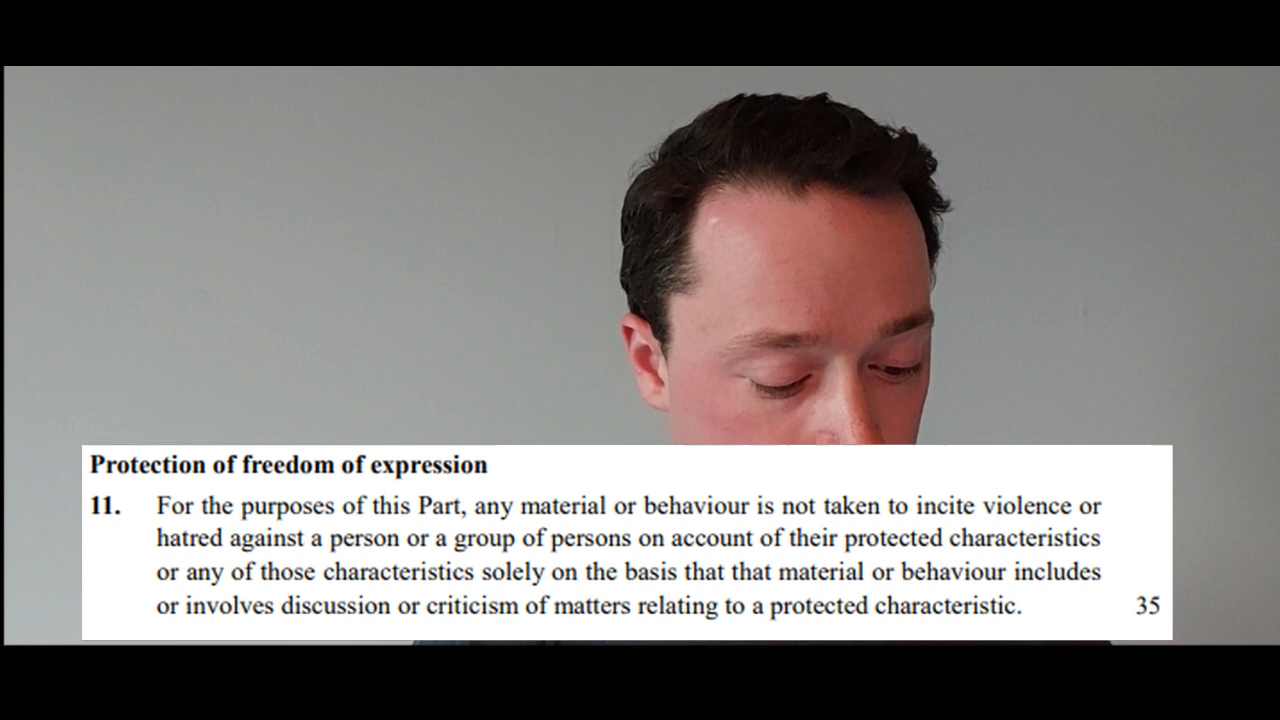 Protection of freedom of expression
11. For the purposes of this Part, any material or behaviour is not taken to incite violence or
hatred against a person or a group of persons on account of their protected characteristics
or any of those characteristics solely on the basis that that material or behaviour includes
or involves discussion or criticism of matters relating to a protected characteristic. 35